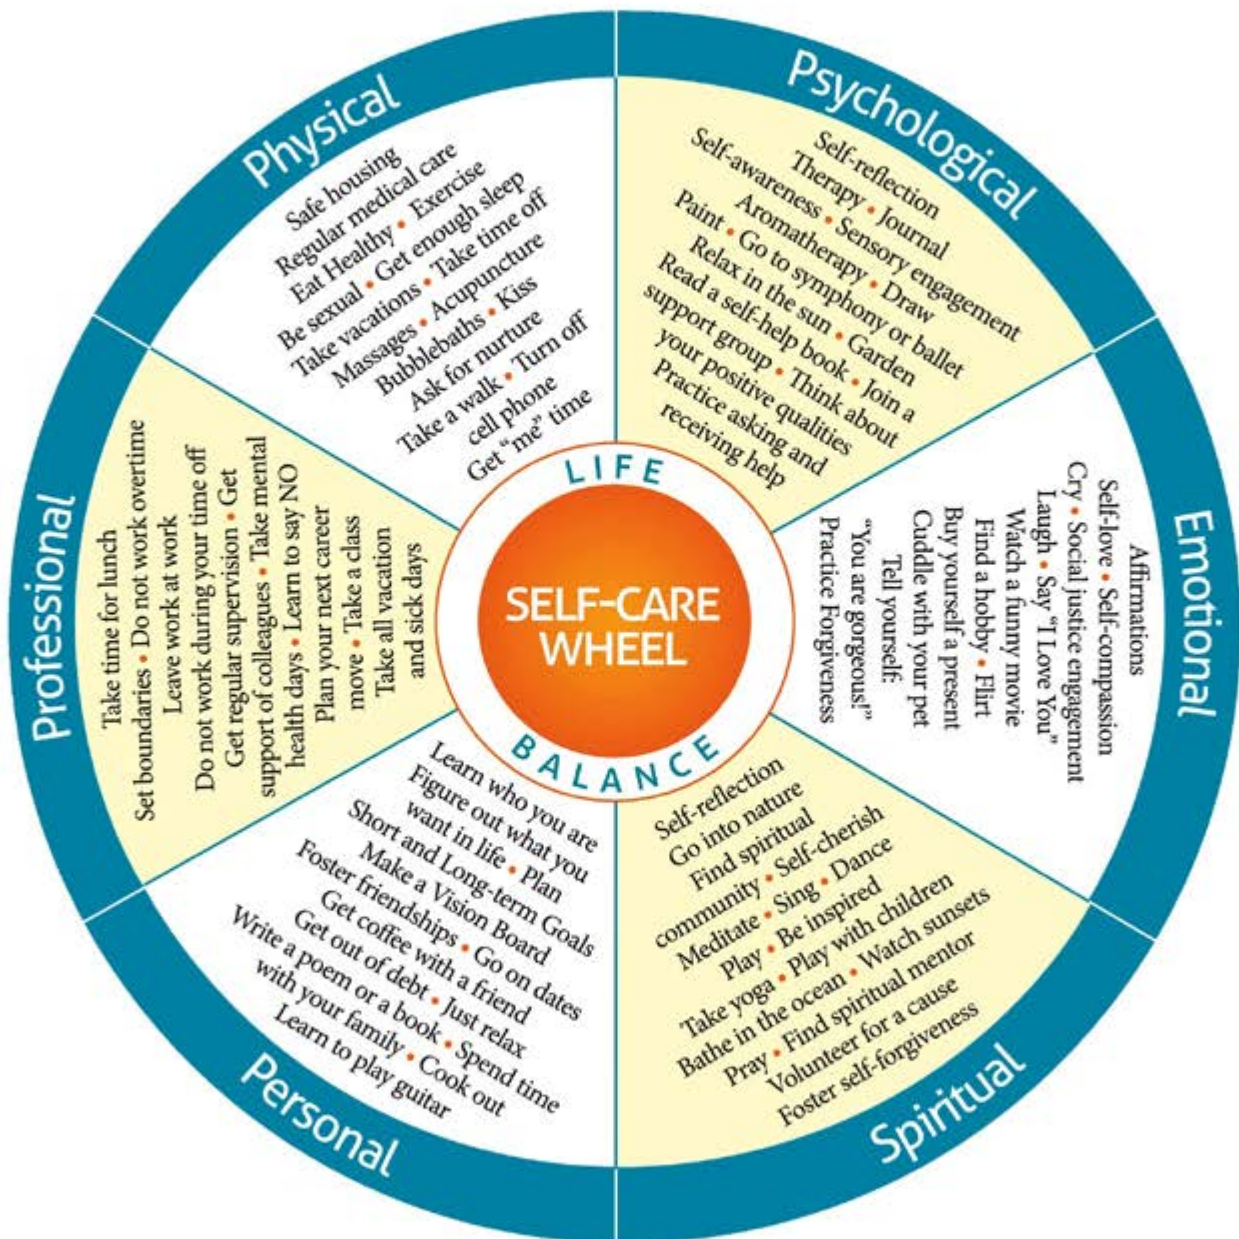 Physical
Safe housing
Regular medical care
Eat Healthy • Exercise
Be sexual • Get enough sleep
Take vacations • Take time off
Massages • Acupuncture
Bubblebaths • Kiss
Ask for nurture
Take a walk • Turn off
cell phone
Get “me” time
Psychological
Self-reflection
Therapy • Journal
Self-awareness • Sensory engagement
Aromatherapy • Draw
Paint • Go to symphony or ballet
Relax in the sun • Garden
Read a self-help book • Join a
support group • Think about
your positive qualities
Practice asking and
receiving help
Emotional
Affirmations
Self-love • Self-compassion
Cry • Social justice engagement
Laugh • Say “I Love You”
Watch a funny movie
Find a hobby • Flirt
Buy yourself a present
Cuddle with your pet
Tell yourself:
“You are gorgeous!”
Practice Forgiveness
Spiritual
Self-reflection
Go into nature
Find spiritual
community • Self-cherish
Meditate • Sing • Dance
Play • Be inspired
Take yoga • Play with children
Bathe in the ocean • Watch sunsets
Pray • Find spiritual mentor
Volunteer for a cause
Foster self-forgiveness
Personal
Learn who you are
Figure out what you
want in life • Plan
Short and Long-term Goals
Make a Vision Board
Foster friendships • Go on dates
Get coffee with a friend
Get out of debt • Just relax
Write a poem or a book • Spend time
with your family • Cook out
Learn to play guitar
Professional
Take time for lunch
Set boundaries • Do not work overtime
Leave work at work
Do not work during your time off
Get regular supervision • Get
support of colleagues • Take mental
health days • Learn to say NO
Plan your next career
move • Take a class
Take all vacation
and sick days
LIFE
SELF-CARE
WHEEL
BALANCE